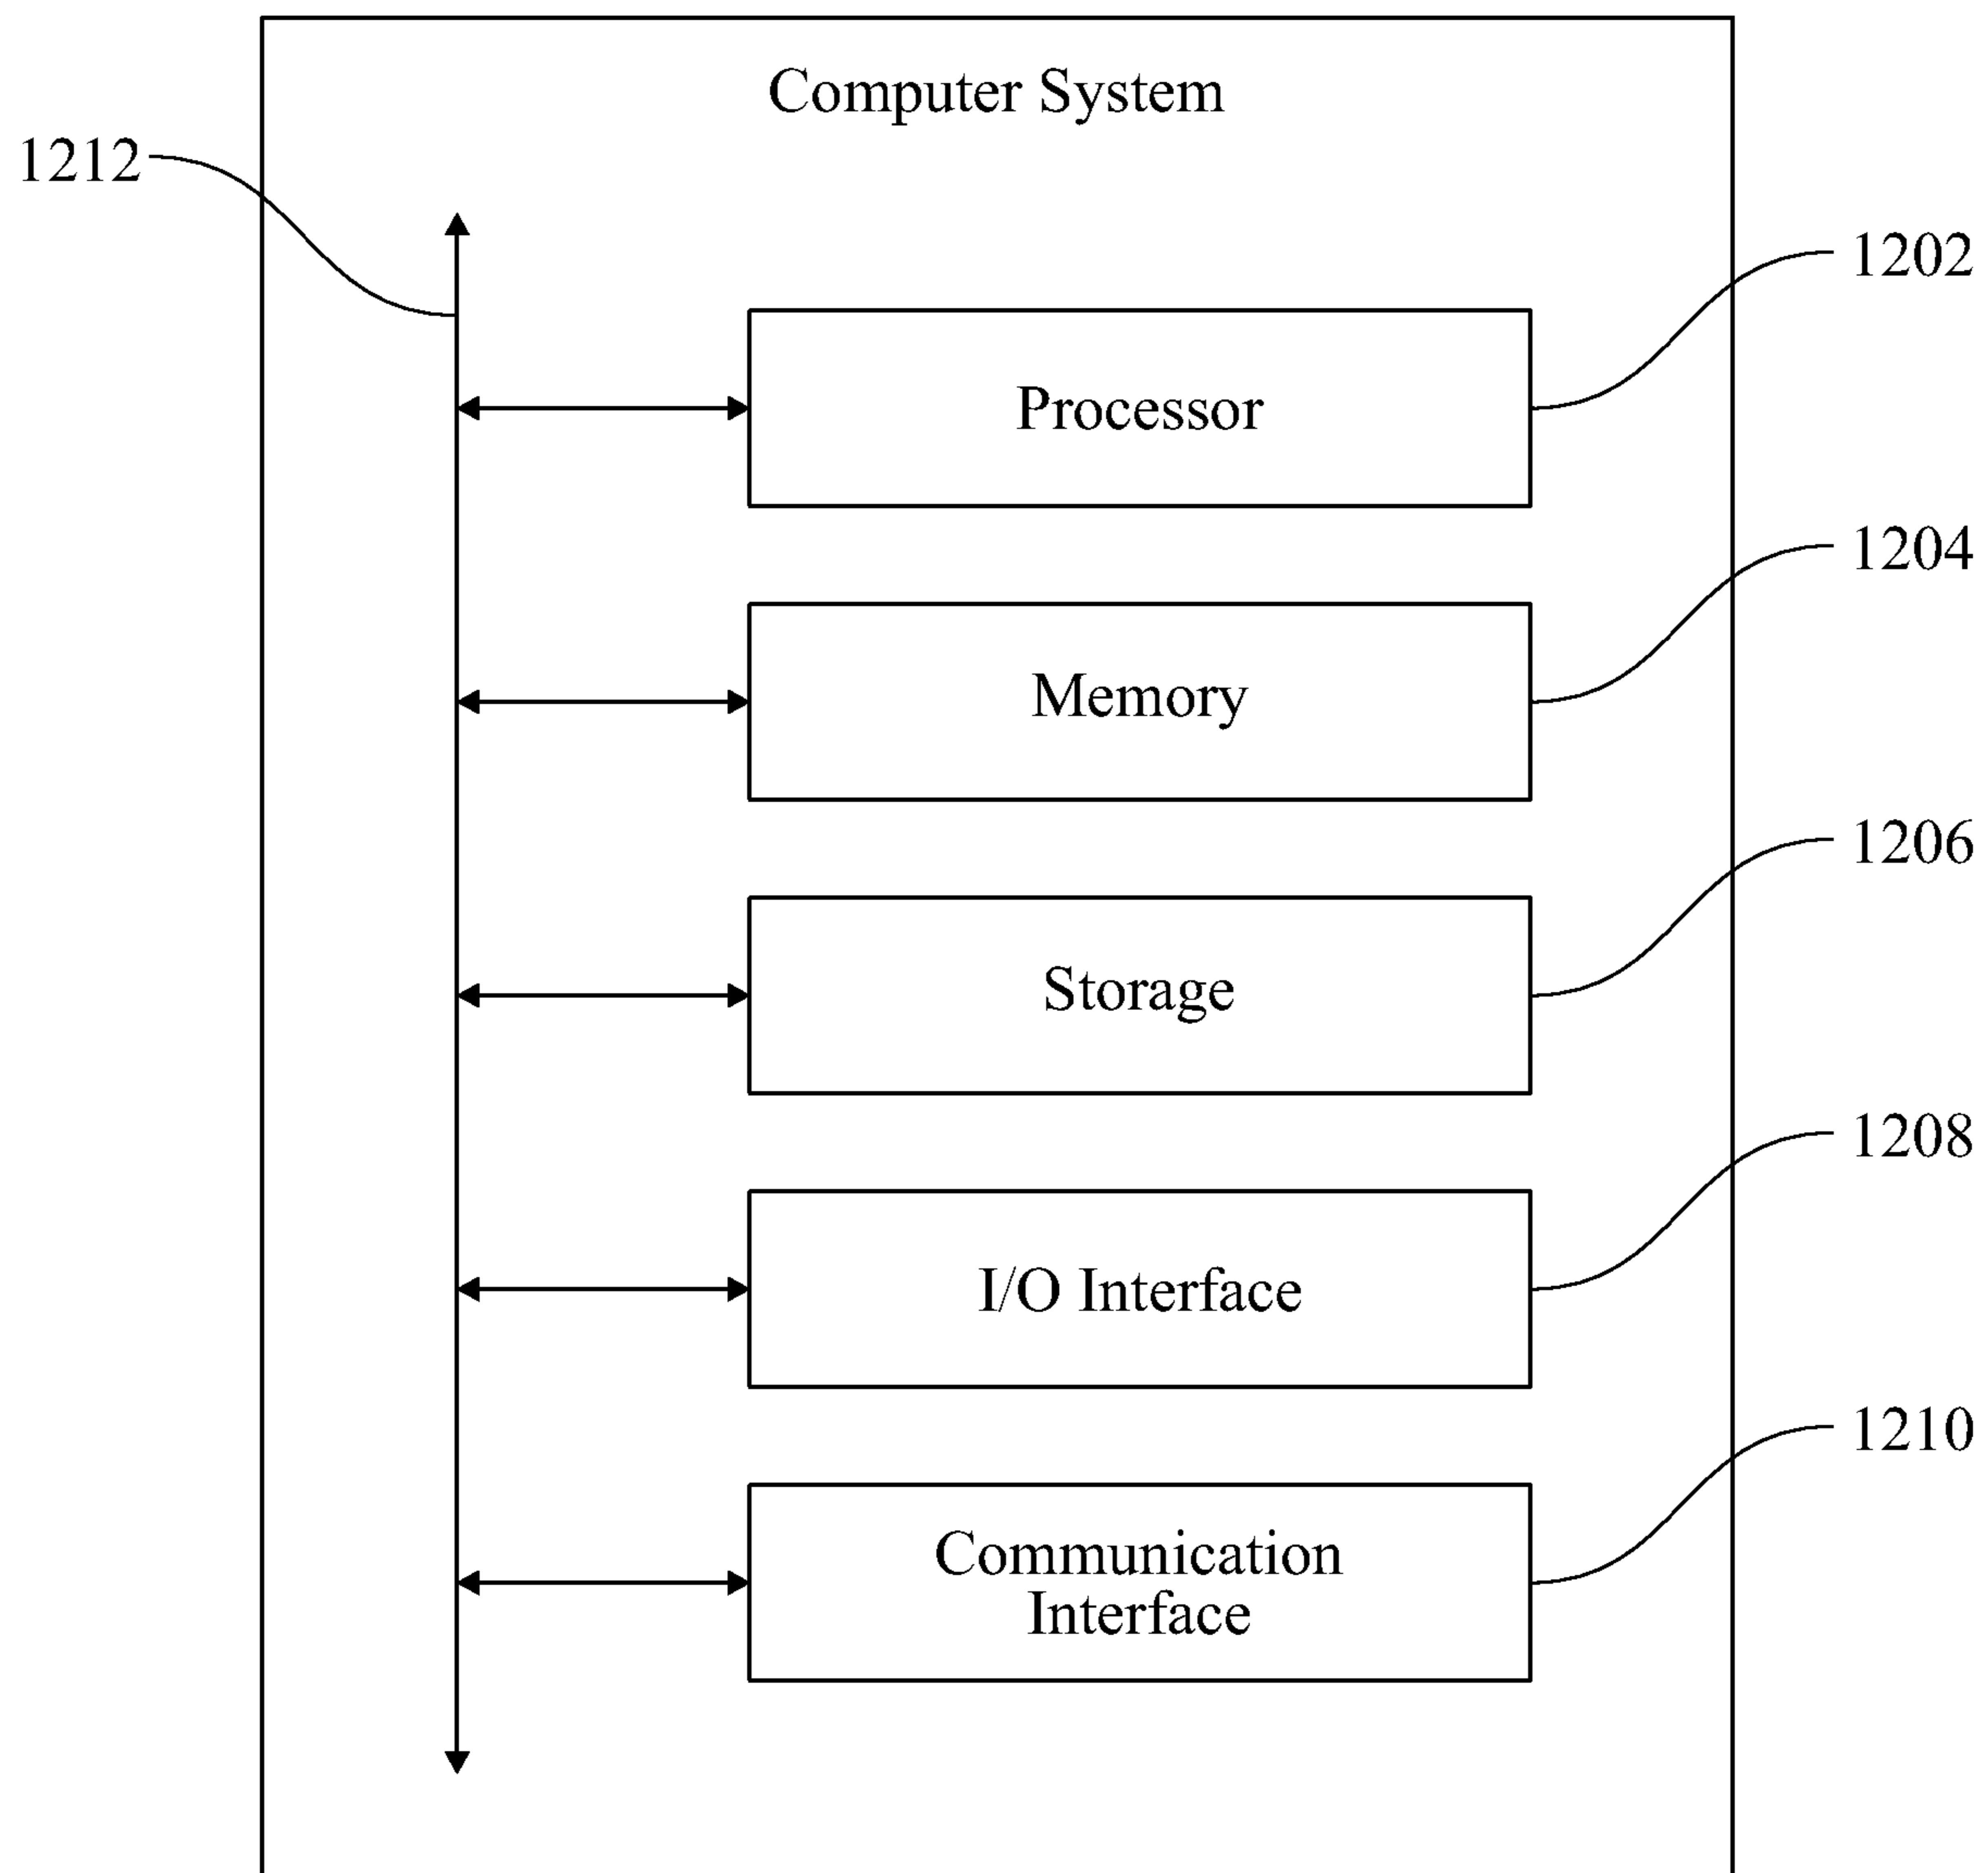 Computer System
1212
1202
Processor
1204
Memory
1206
Storage
1208
I/O Interface
1210
Communication
Interface